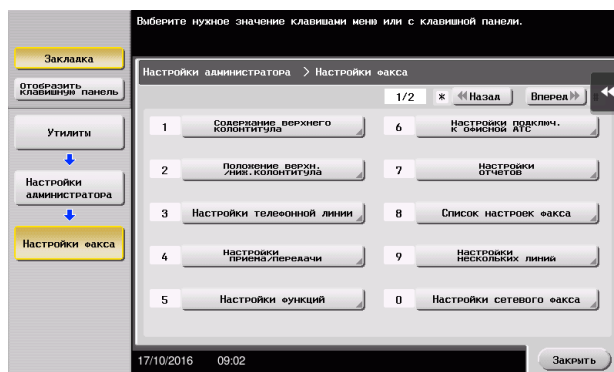 Выберите нужное значение клавишами меню или с клавишной панели.
Закладка
Отобразить
клавишную панель
Утилиты
Настройки
администратора
Настройки факса
Настройки администратора > Настройки факса
1/2 * Назад Вперед
1 Содержание верхнего
колонтитула
6 Настройки подключ.
к офисной АТС
2 Положение верхн.
/ниж.колонтитула
7 Настройки
отчетов
3 Настройки телефонной линии
8 Список настроек факса
4 Настройки
приема/передачи
9 Настройки
нескольких линий
5 Настройки функций
0 Настройки сетевого факса
17/10/2016 09:02
Закрыть